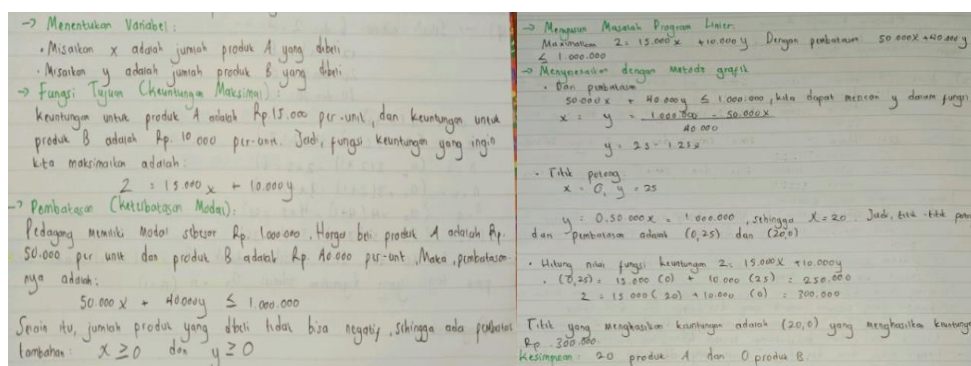 → Menentukan Variabel :
• Misalkan x adalah jumlah produk A yang dibeli
• Misalkan y adalah jumlah produk B yang dibeli
→ Fungsi Tujuan (Keuntungan Maksimal) :
Keuntungan untuk produk A adalah Rp.15.000 per-unit, dan keuntungan untuk
produk B adalah Rp. 10 000 per-unit. Jadi, fungsi keuntungan yang ingin
kita maksimalkan adalah :
Z = 15.000x + 10.000y
→ Pembatasan (keterbatasan Modal) :
Pedagang memiliki modal sebesar Rp. 1.000.000. Harga beli produk A adalah Rp.
50.000 per unit dan produk B adalah Rp. 40.000 per-unit. Maka, pembatasan-
nya adalah :
50.000 x + 40000y ≤ 1.000.000
Selain itu, jumlah produk yang dibeli tidak bisa negatif, sehingga ada pembatas
tambahan : x ≥ 0 dan y ≥ 0
→ Menyusun Masalah Program Linier.
Maximumkan Z = 15.000x + 10.000y. Dengan pembatasan : 50 000x + 40.000y
≤ 1.000.000
→ Menyelesaikan dengan metode grafik
• Dari pembatasan
50.000x + 40 000y ≤ 1.000.000, kita dapat mencari y dalam fungsi
x : y = 1.000.000 - 50.000x
40.000
y = 25 - 1.25x
• Titik potong
x = 0, y = 25
y = 0, 50.000x = 1.000.000, sehingga x = 20. Jadi, titik-titik
dari pembatasan adalah (0,25) dan (20,0)
• Hitung nilai fungsi keuntungan Z = 15.000x + 10.000y
• (0,25) = 15.000 (0) + 10.000 (25) = 250.000
Z = 15 000 (20) + 10.000 (0) = 300.000
Titik yang menghasilkan keuntungan adalah (20,0) yang menghasilkan keuntung
Rp. 300.000.
Kesimpulan : 20 produk A dan 0 produk B.